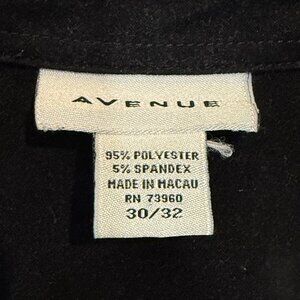 AVENUE
95% POLYESTER
5% SPANDEX
MADE IN MACAU
RN 73960
30/32